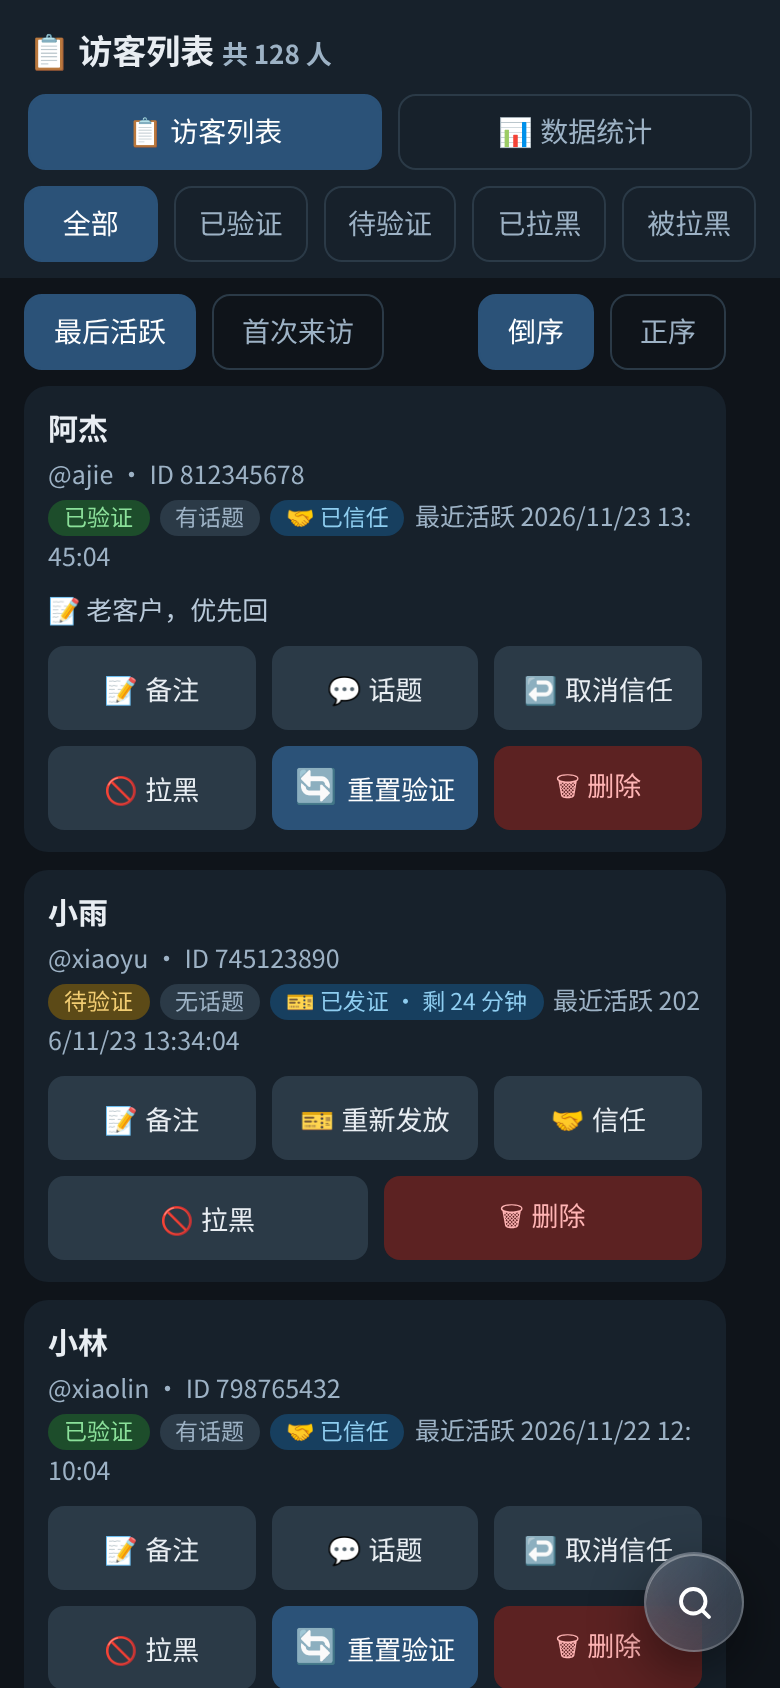 📋 访客列表 共 128 人
📋 访客列表 📊 数据统计
全部 已验证 待验证 已拉黑 被拉黑
最后活跃 首次来访 倒序 正序
阿杰
@ajie · ID 812345678
已验证 有话题 🤝 已信任 最近活跃 2026/11/23 13:
45:04
📝 老客户，优先回
📝 备注 💬 话题 ↩️ 取消信任
🚫 拉黑 🔄 重置验证 🗑 删除
小雨
@xiaoyu · ID 745123890
待验证 无话题 🎫 已发证 · 剩 24 分钟 最近活跃 202
6/11/23 13:34:04
📝 备注 🎫 重新发放 🤝 信任
🚫 拉黑 🗑 删除
小林
@xiaolin · ID 798765432
已验证 有话题 🤝 已信任 最近活跃 2026/11/22 12:
10:04
📝 备注 💬 话题 ↩️ 取消信任
🚫 拉黑 🔄 重置验证 🗑 删除